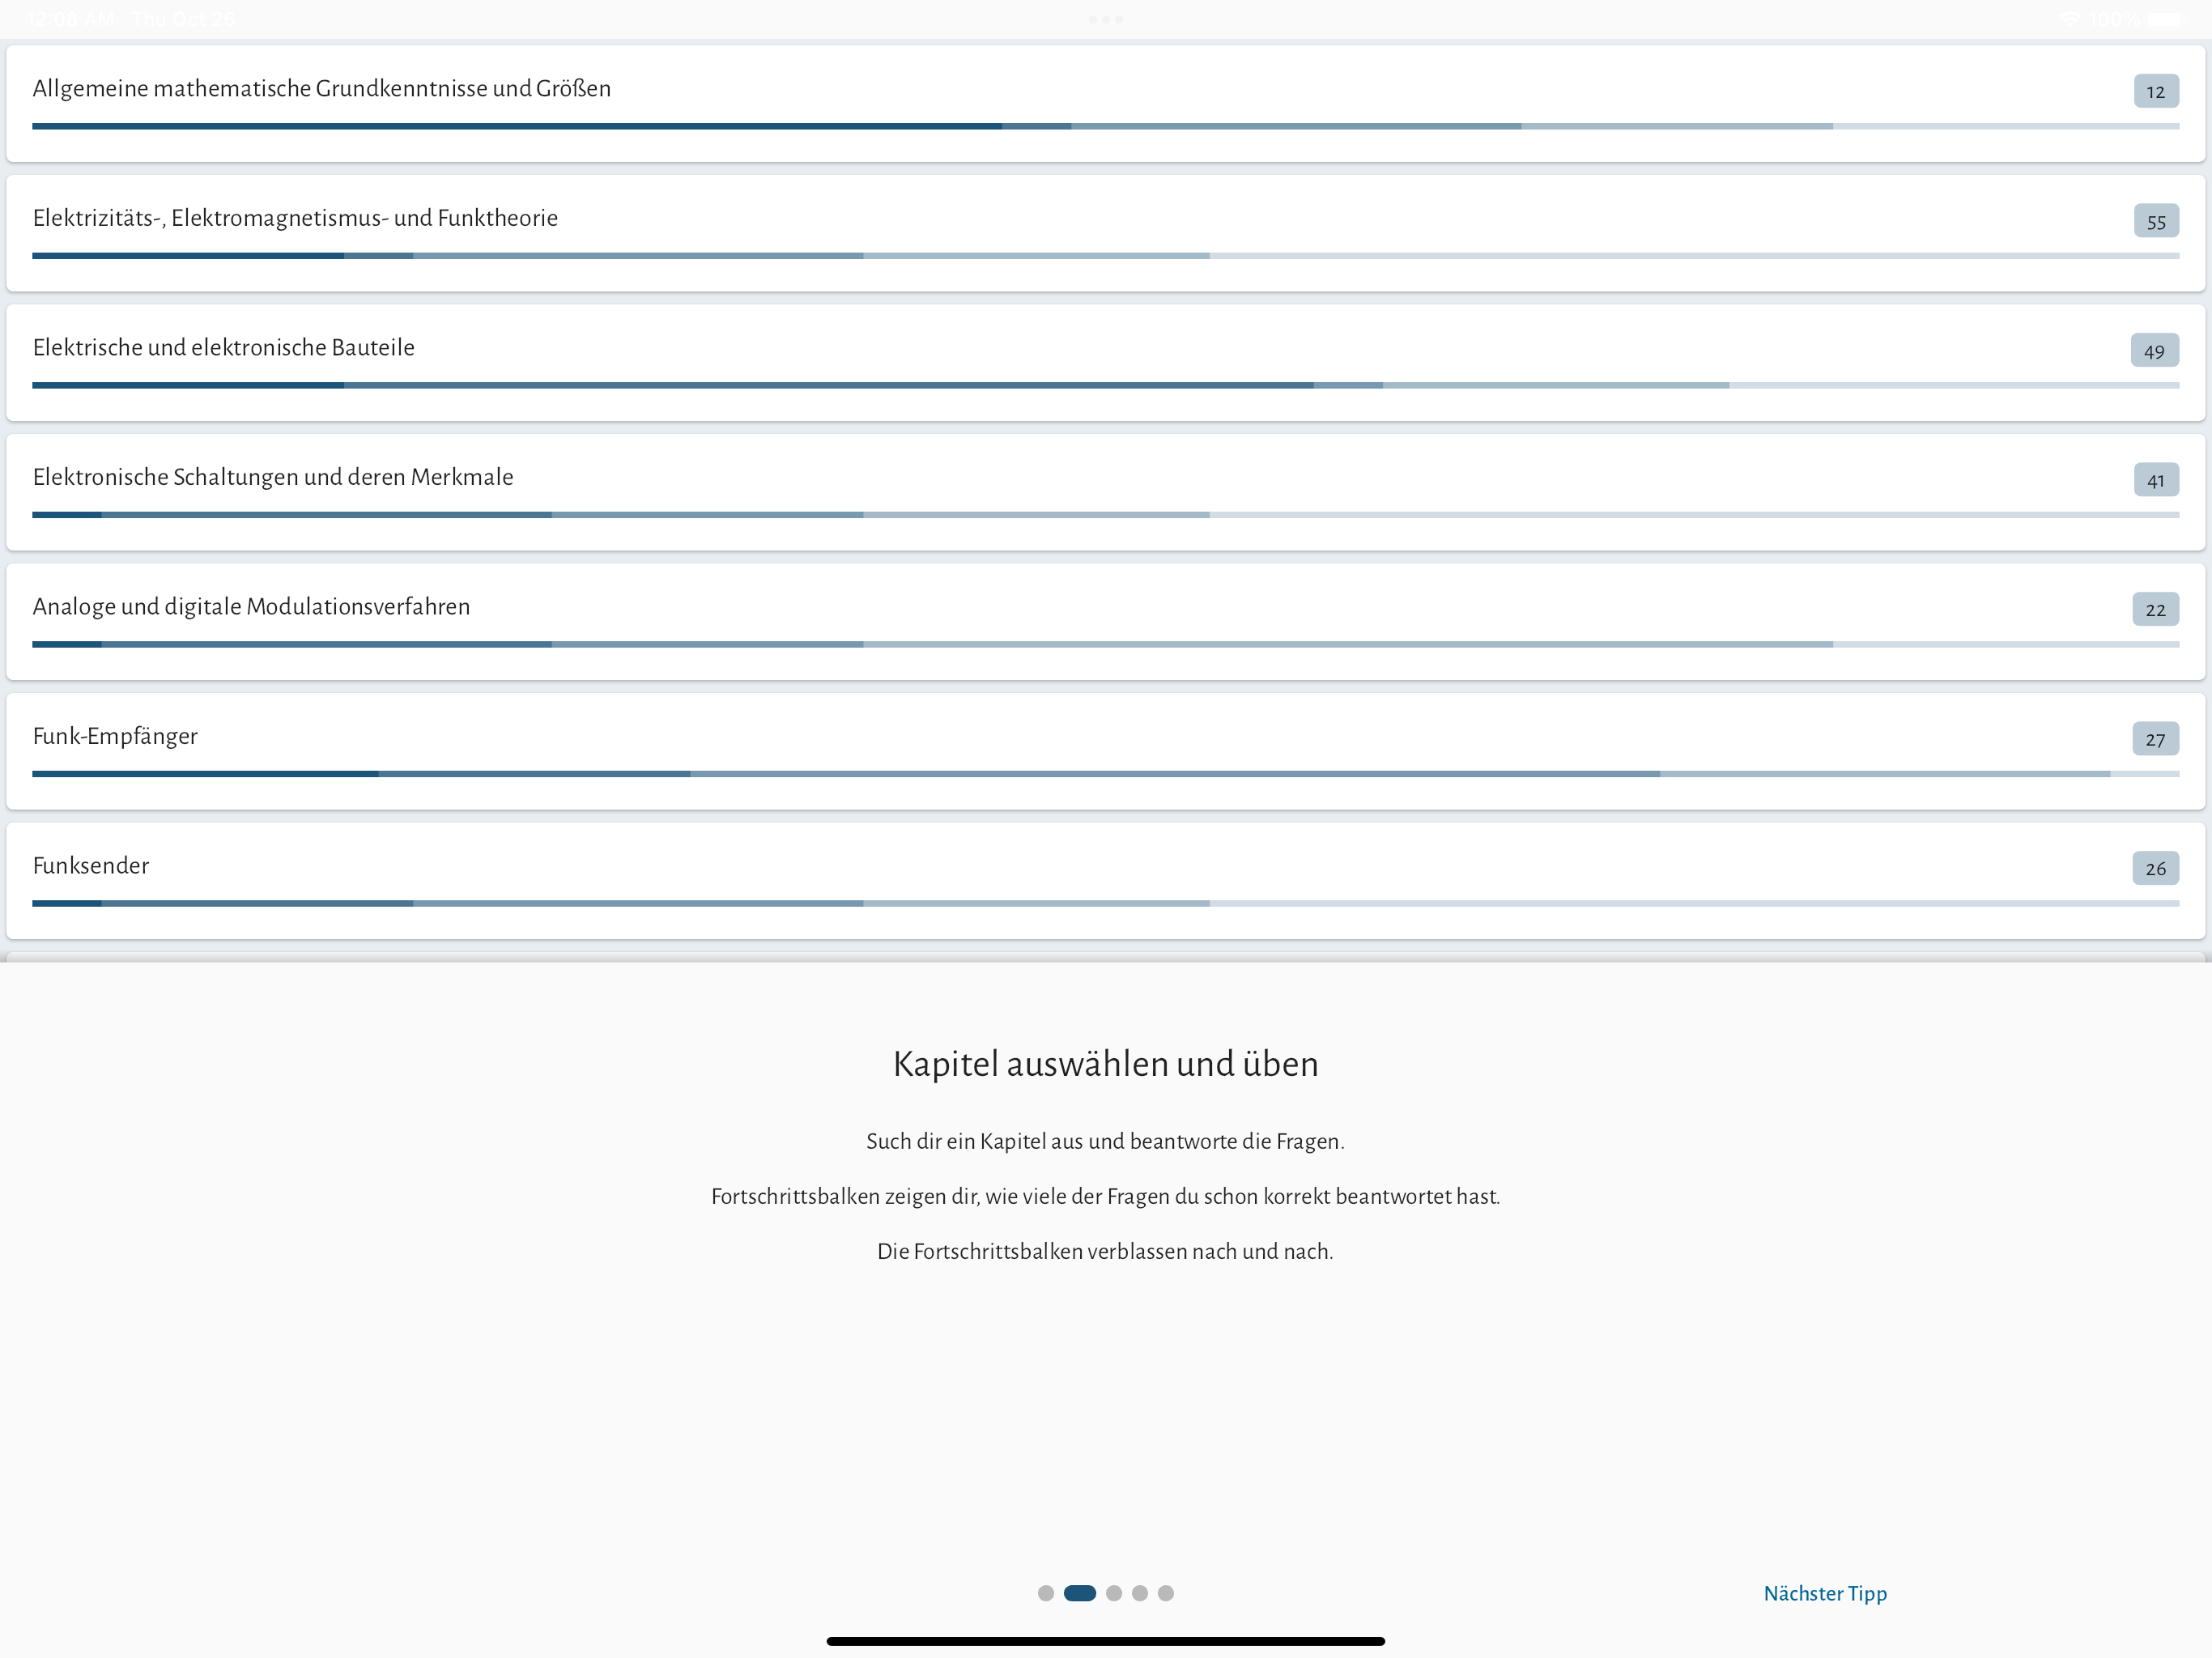 12:08 AM Thu Oct 26
100%
Allgemeine mathematische Grundkenntnisse und Größen
12
Elektrizitäts-, Elektromagnetismus- und Funktheorie
55
Elektrische und elektronische Bauteile
49
Elektronische Schaltungen und deren Merkmale
41
Analoge und digitale Modulationsverfahren
22
Funk-Empfänger
27
Funksender
26
Kapitel auswählen und üben
Such dir ein Kapitel aus und beantworte die Fragen.
Fortschrittsbalken zeigen dir, wie viele der Fragen du schon korrekt beantwortet hast.
Die Fortschrittsbalken verblassen nach und nach.
Nächster Tipp